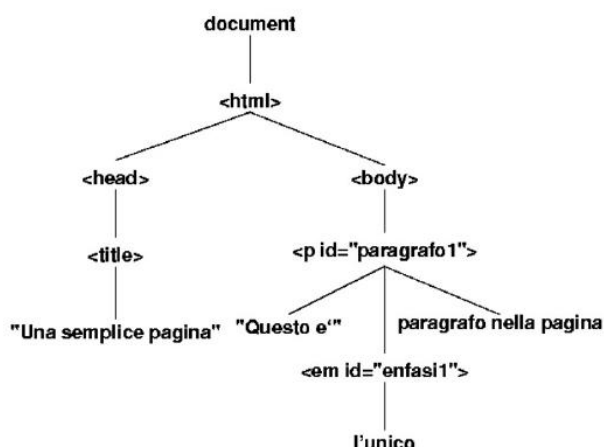 document
<html>
<head> <body>
<title> <p id="paragrafo1">
"Una semplice pagina" "Questo e‘" paragrafo nella pagina
<em id="enfasi1">
l'unico